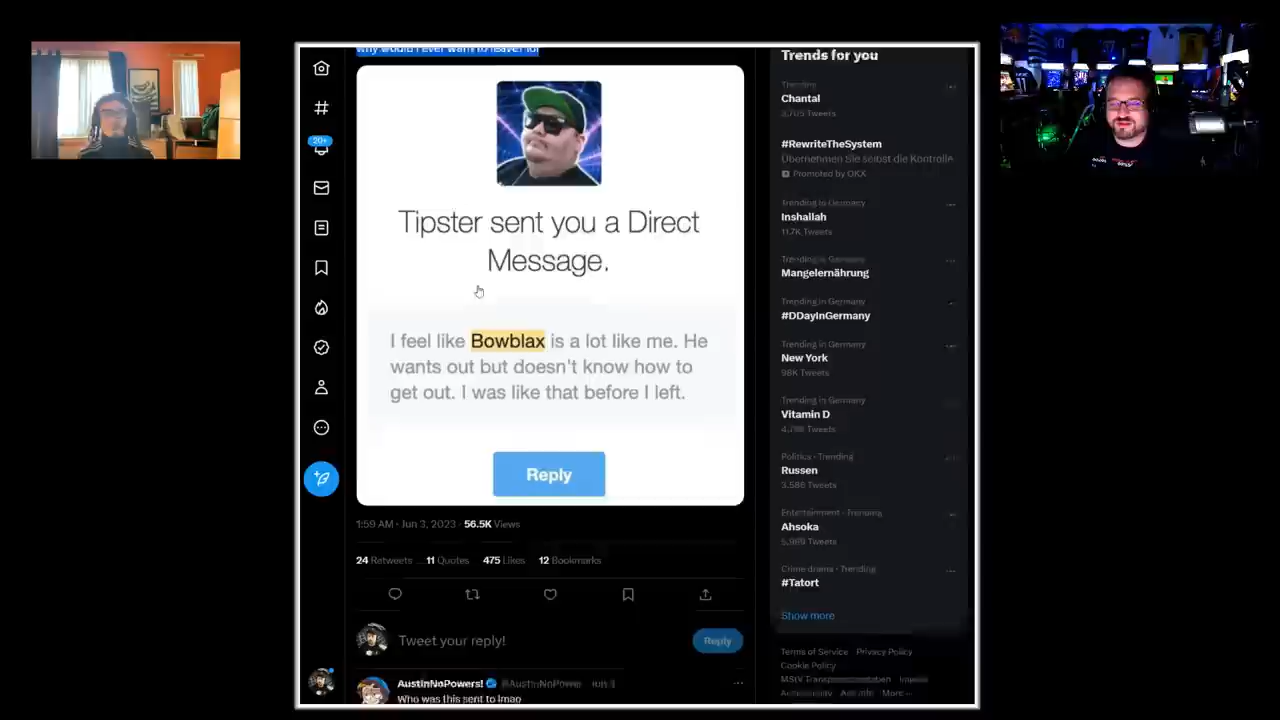 why would I ever want to leave? lol
Tipster sent you a Direct
Message.
I feel like Bowblax is a lot like me. He
wants out but doesn't know how to
get out. I was like that before I left.
Reply
1:59 AM · Jun 3, 2023 · 56.5K Views
24 Retweets 11 Quotes 475 Likes 12 Bookmarks
Tweet your reply!
Reply
AustinNoPowers! @AustinNoPowe
Who was this sent to lmao
20+
Trends for you
Trending
Chantal
3,705 Tweets
#RewriteTheSystem
Übernehmen Sie selbst die Kontrolle
Promoted by OKX
Trending in Germany
Inshallah
11.7K Tweets
Trending in Germany
Mangelernährung
Trending in Germany
#DDayInGermany
Trending in Germany
New York
98K Tweets
Trending in Germany
Vitamin D
Tweets
Politics · Trending
Russen
3,586 Tweets
Entertainment · Trending
Ahsoka
5,969 Tweets
Crime drama · Trending
#Tatort
Show more
Terms of Service Privacy Policy
Cookie Policy
MStV Transparenzangaben
More